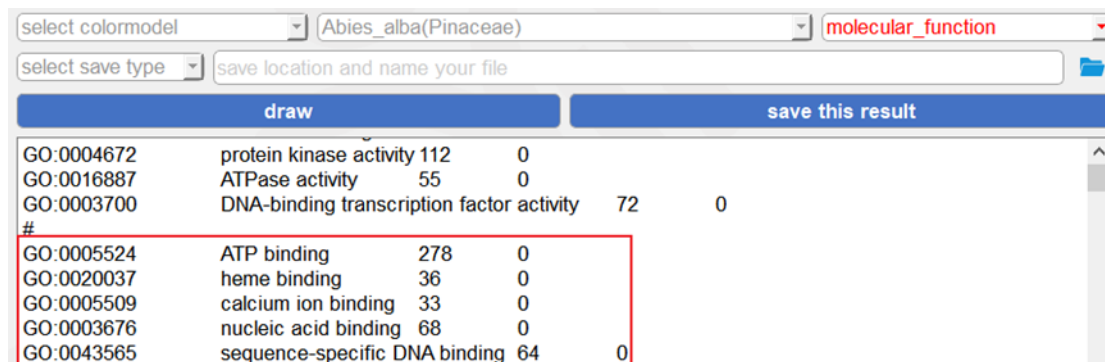 select colormodel Abies_alba(Pinaceae) molecular_function
select save type save location and name your file
draw save this result
GO:0004672 protein kinase activity 112 0
GO:0016887 ATPase activity 55 0
GO:0003700 DNA-binding transcription factor activity 72 0
#
GO:0005524 ATP binding 278 0
GO:0020037 heme binding 36 0
GO:0005509 calcium ion binding 33 0
GO:0003676 nucleic acid binding 68 0
GO:0043565 sequence-specific DNA binding 64 0